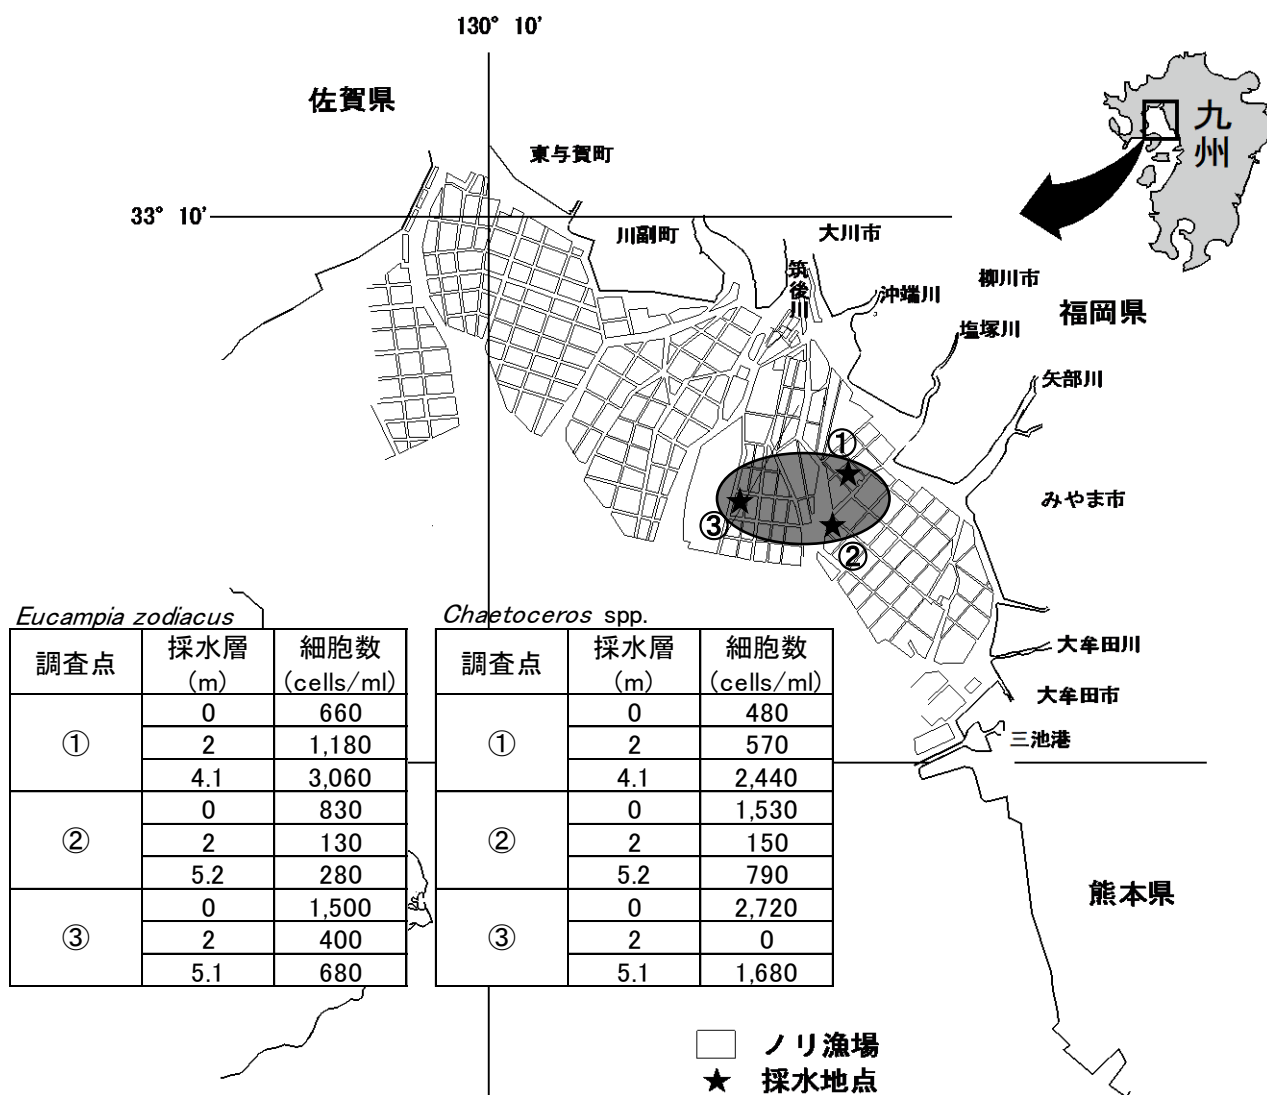 130° 10'
佐賀県
九州
東与賀町
33° 10'
川副町
大川市
筑後川
沖端川
柳川市
福岡県
塩塚川
矢部川
①
みやま市
③
②
Eucampia zodiacus
調査点 採水層(m) 細胞数(cells/ml)
① 0 660
2 1,180
4.1 3,060
② 0 830
2 130
5.2 280
③ 0 1,500
2 400
5.1 680
Chaetoceros spp.
調査点 採水層(m) 細胞数(cells/ml)
① 0 480
2 570
4.1 2,440
② 0 1,530
2 150
5.2 790
③ 0 2,720
2 0
5.1 1,680
大牟田川
大牟田市
三池港
熊本県
ノリ漁場
★ 採水地点